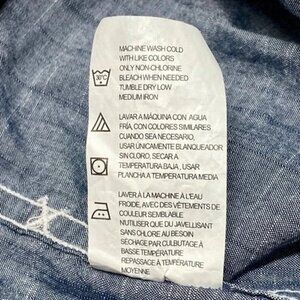 MACHINE WASH COLD
WITH LIKE COLORS
ONLY NON-CHLORINE
BLEACH WHEN NEEDED
TUMBLE DRY LOW
MEDIUM IRON
LAVAR A MÁQUINA CON AGUA
FRÍA, CON COLORES SIMILARES
CUANDO SEA NECESARIO,
USAR ÚNICAMENTE BLANQUEADOR
SIN CLORO, SECAR A
TEMPERATURA BAJA, USAR
PLANCHA A TEMPERATURA MEDIA
LAVER À LA MACHINE À L'EAU
FROIDE, AVEC DES VÊTEMENTS DE
COULEUR SEMBLABLE
N'UTILISER QUE DU JAVELLISANT
SANS CHLORE AU BESOIN
SÉCHAGE PAR CULBUTAGE À
BASSE TEMPÉRATURE
REPASSAGE À TEMPÉRATURE
MOYENNE